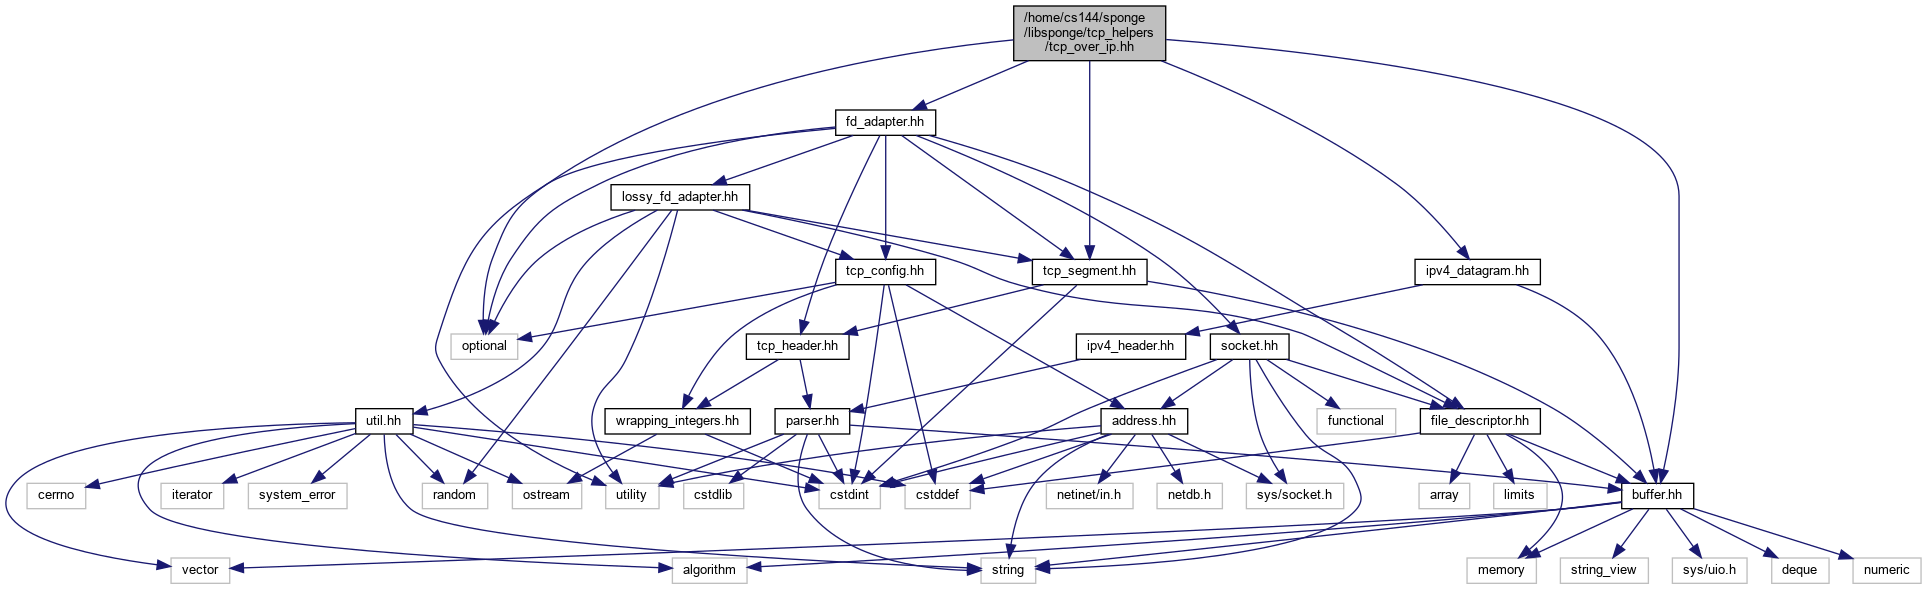 /home/cs144/sponge
/libsponge/tcp_helpers
/tcp_over_ip.hh
fd_adapter.hh
lossy_fd_adapter.hh
tcp_config.hh
tcp_segment.hh
ipv4_datagram.hh
optional
tcp_header.hh
ipv4_header.hh
socket.hh
util.hh
wrapping_integers.hh
parser.hh
address.hh
functional
file_descriptor.hh
cerrno
iterator
system_error
random
ostream
utility
cstdlib
cstdint
cstddef
netinet/in.h
netdb.h
sys/socket.h
array
limits
buffer.hh
vector
algorithm
string
memory
string_view
sys/uio.h
deque
numeric